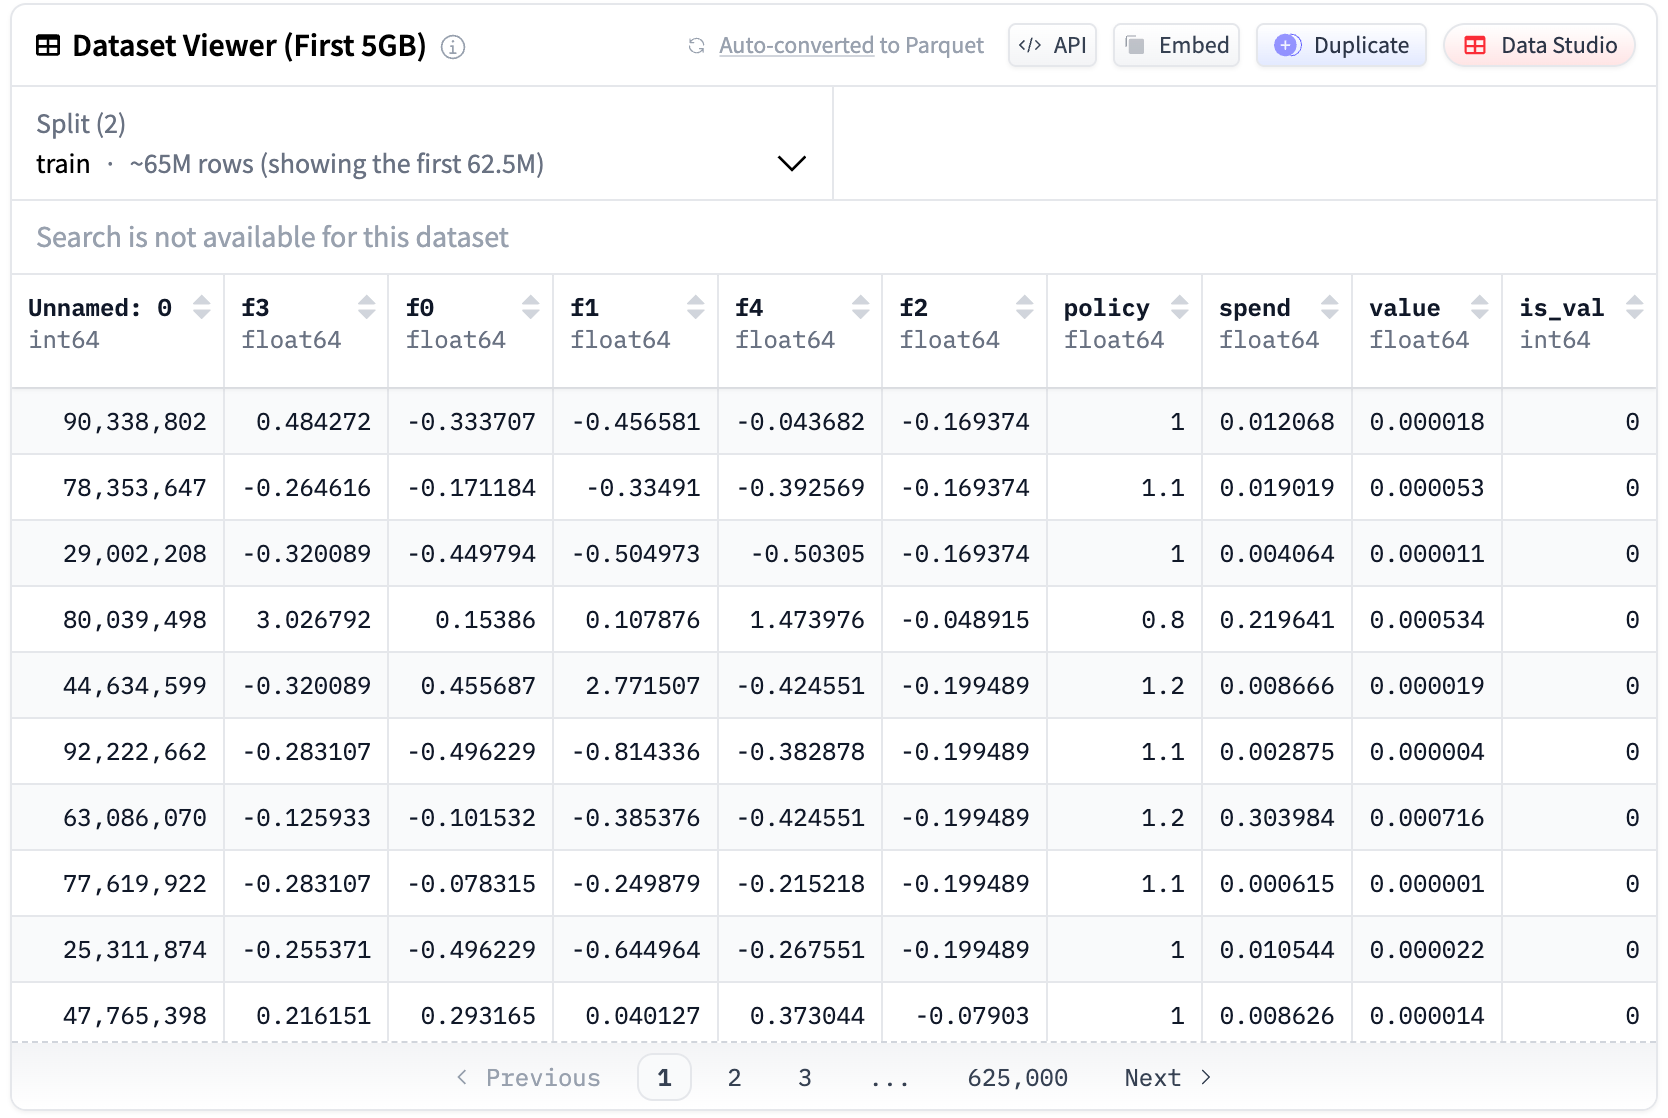 Dataset Viewer (First 5GB)
Auto-converted to Parquet
</> API
Embed
Duplicate
Data Studio
Split (2)
train · ~65M rows (showing the first 62.5M)
Search is not available for this dataset
Unnamed: 0 f3 f0 f1 f4 f2 policy spend value is_val
int64 float64 float64 float64 float64 float64 float64 float64 float64 int64
90,338,802 0.484272 -0.333707 -0.456581 -0.043682 -0.169374 1 0.012068 0.000018 0
78,353,647 -0.264616 -0.171184 -0.33491 -0.392569 -0.169374 1.1 0.019019 0.000053 0
29,002,208 -0.320089 -0.449794 -0.504973 -0.50305 -0.169374 1 0.004064 0.000011 0
80,039,498 3.026792 0.15386 0.107876 1.473976 -0.048915 0.8 0.219641 0.000534 0
44,634,599 -0.320089 0.455687 2.771507 -0.424551 -0.199489 1.2 0.008666 0.000019 0
92,222,662 -0.283107 -0.496229 -0.814336 -0.382878 -0.199489 1.1 0.002875 0.000004 0
63,086,070 -0.125933 -0.101532 -0.385376 -0.424551 -0.199489 1.2 0.303984 0.000716 0
77,619,922 -0.283107 -0.078315 -0.249879 -0.215218 -0.199489 1.1 0.000615 0.000001 0
25,311,874 -0.255371 -0.496229 -0.644964 -0.267551 -0.199489 1 0.010544 0.000022 0
47,765,398 0.216151 0.293165 0.040127 0.373044 -0.07903 1 0.008626 0.000014 0
< Previous 1 2 3 ... 625,000 Next >